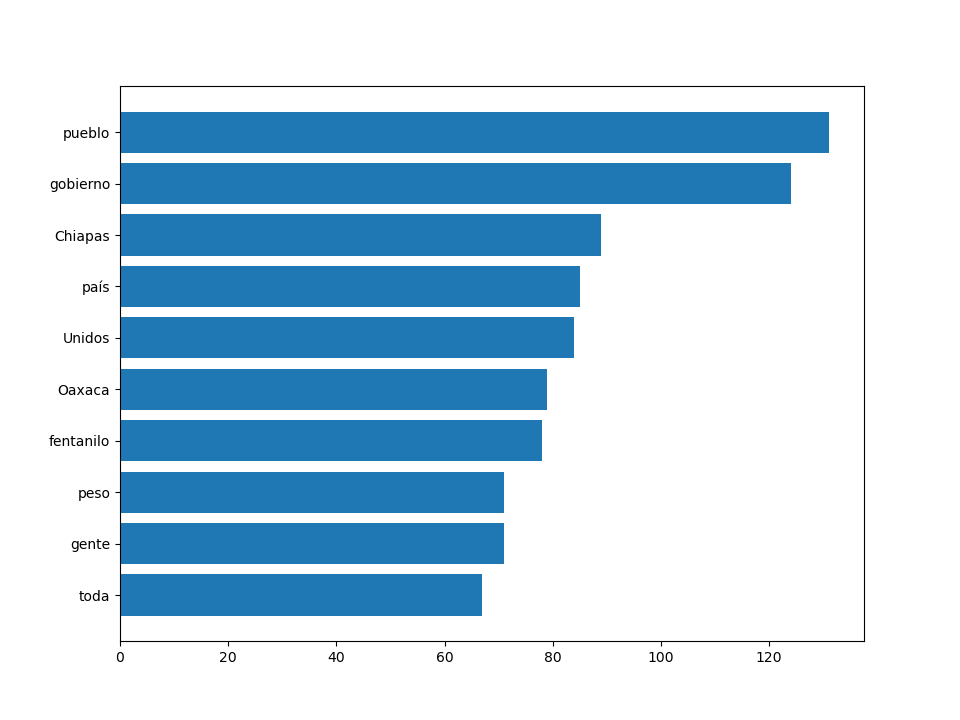 pueblo
gobierno
Chiapas
país
Unidos
Oaxaca
fentanilo
peso
gente
toda
0 20 40 60 80 100 120